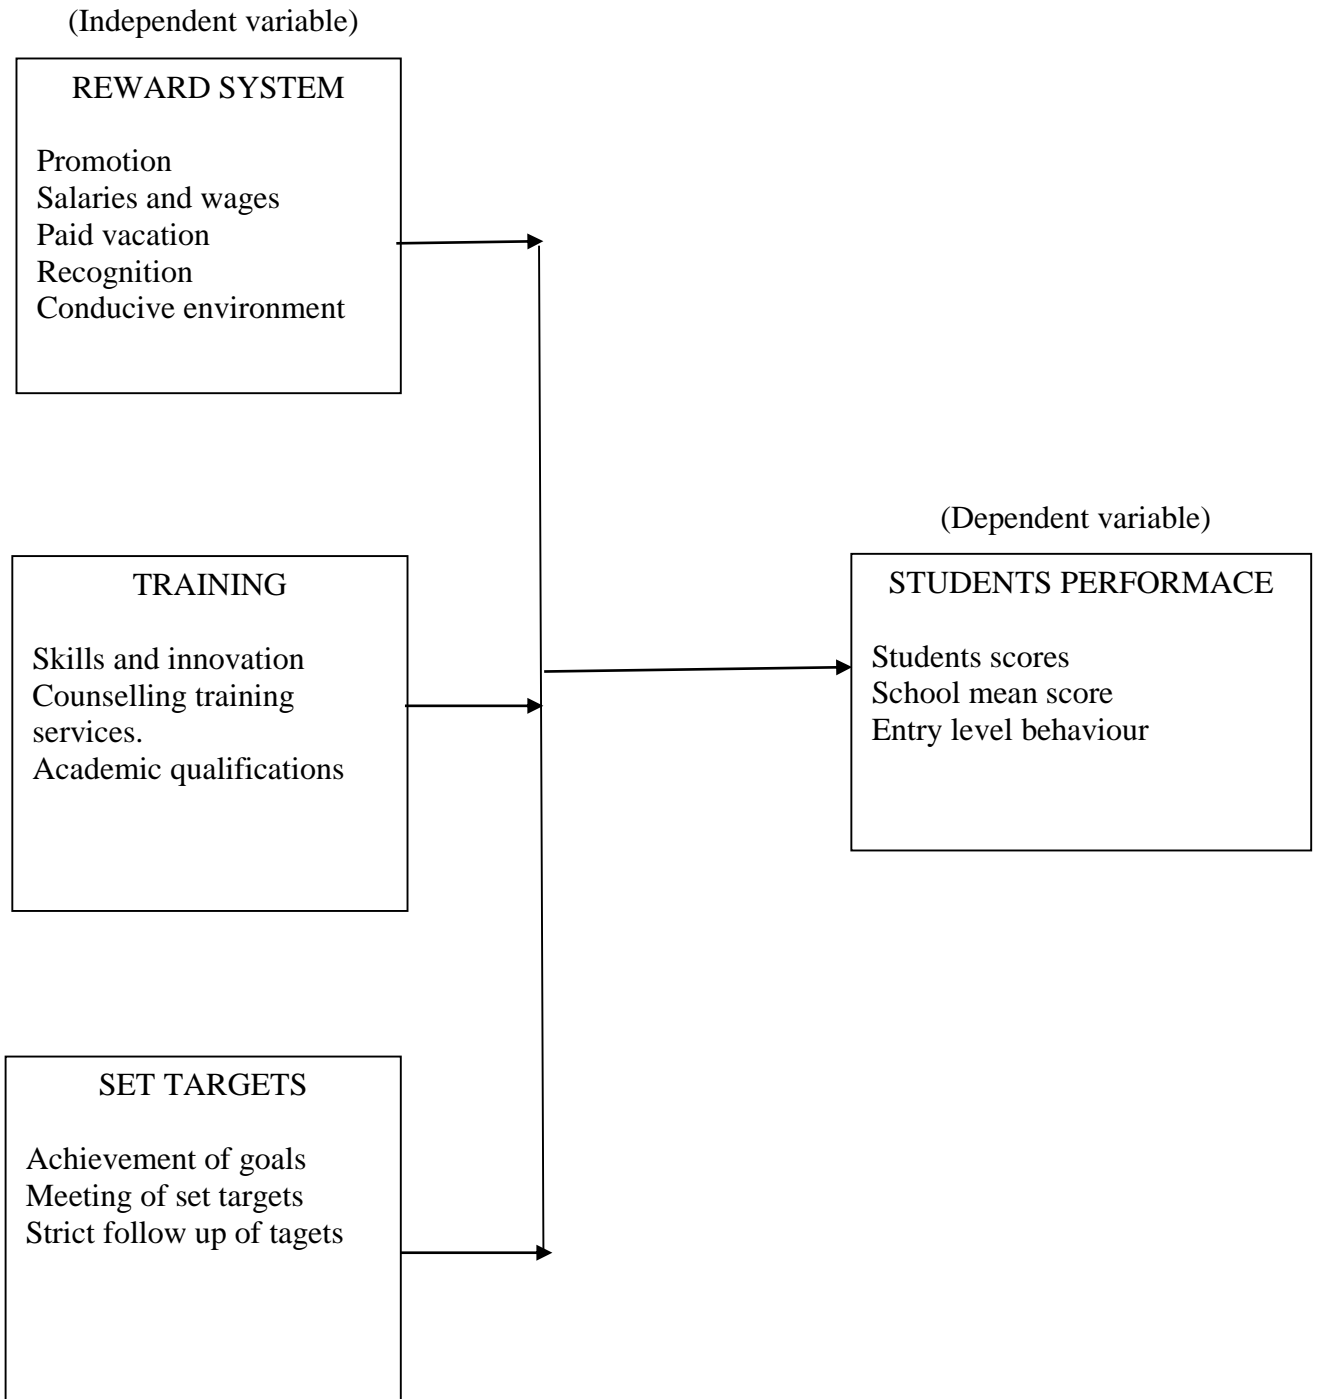 (Independent variable)
REWARD SYSTEM
Promotion
Salaries and wages
Paid vacation
Recognition
Conducive environment
(Dependent variable)
TRAINING
Skills and innovation
Counselling training
services.
Academic qualifications
STUDENTS PERFORMACE
Students scores
School mean score
Entry level behaviour
SET TARGETS
Achievement of goals
Meeting of set targets
Strict follow up of tagets